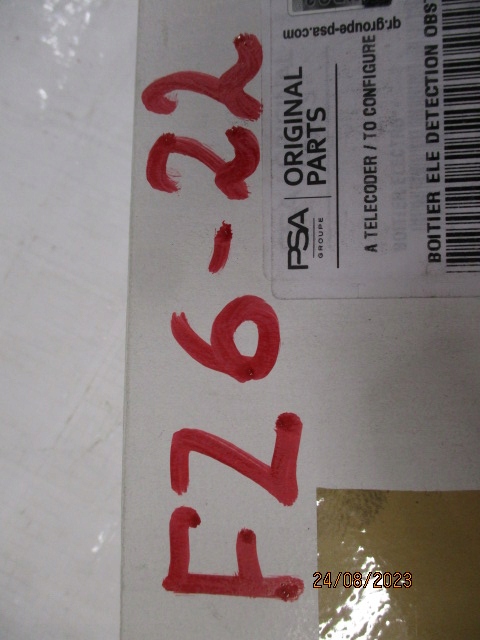 FZ6-22
PSA
GROUPE
ORIGINAL
PARTS
qr.groupe-psa.com
A TELECODER / TO CONFIGURE
BOITIER ELE DETECTION OBS
24/08/2023